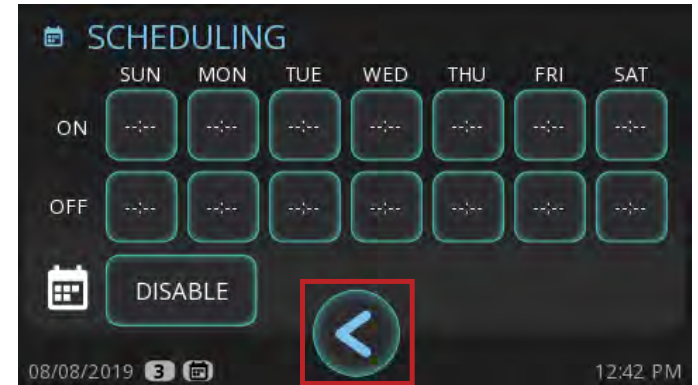 SCHEDULING
SUN MON TUE WED THU FRI SAT
ON --:-- --:-- --:-- --:-- --:-- --:-- --:--
OFF --:-- --:-- --:-- --:-- --:-- --:-- --:--
DISABLE
<
08/08/2019 3 12:42 PM